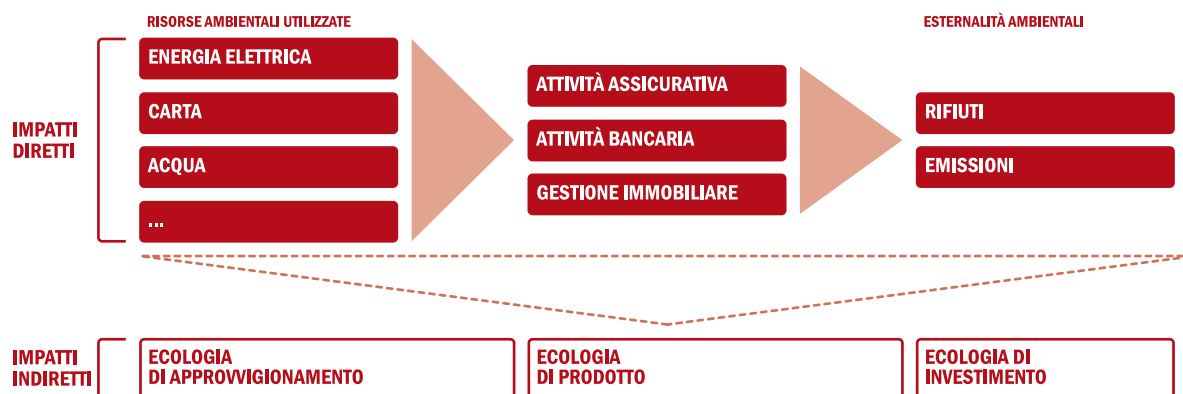 RISORSE AMBIENTALI UTILIZZATE
ESTERNALITÀ AMBIENTALI
IMPATTI
DIRETTI
ENERGIA ELETTRICA
CARTA
ACQUA
...
ATTIVITÀ ASSICURATIVA
ATTIVITÀ BANCARIA
GESTIONE IMMOBILIARE
RIFIUTI
EMISSIONI
IMPATTI
INDIRETTI
ECOLOGIA
DI APPROVVIGIONAMENTO
ECOLOGIA
DI PRODOTTO
ECOLOGIA DI
INVESTIMENTO